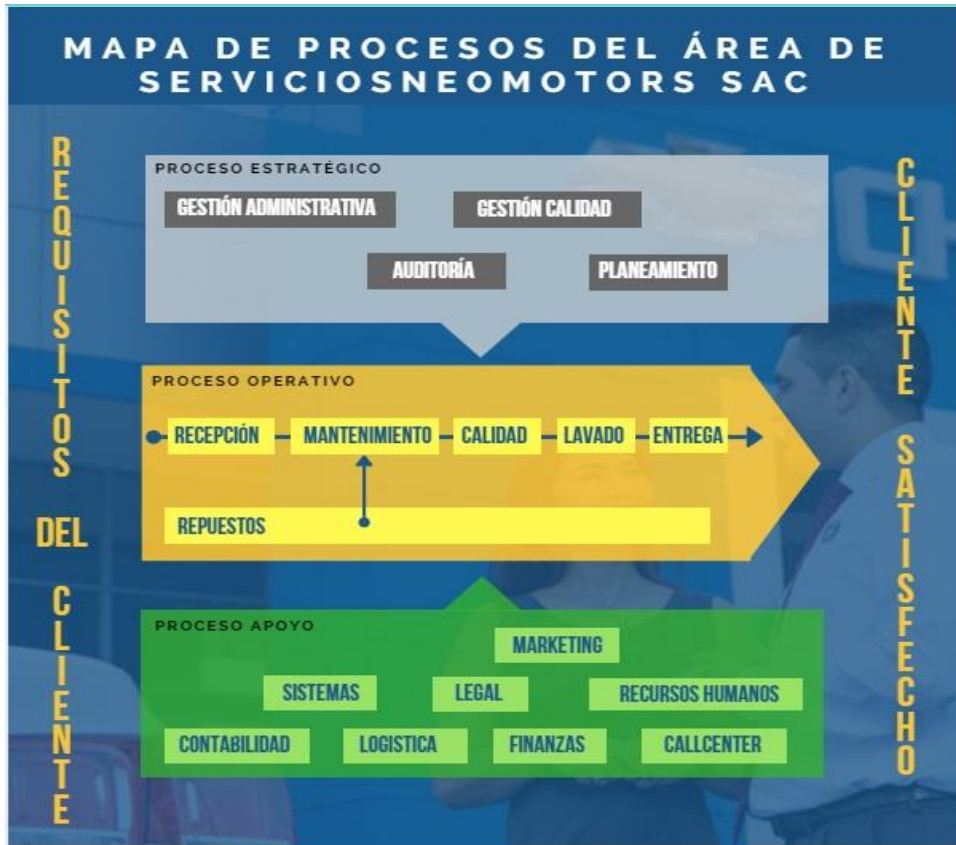 MAPA DE PROCESOS DEL ÁREA DE
SERVICIOSNEOMOTORS SAC
REQUISITOS DEL CLIENTE
PROCESO ESTRATÉGICO
GESTIÓN ADMINISTRATIVA
GESTIÓN CALIDAD
AUDITORÍA
PLANEAMIENTO
PROCESO OPERATIVO
RECEPCIÓN
MANTENIMIENTO
CALIDAD
LAVADO
ENTREGA
REPUESTOS
PROCESO APOYO
MARKETING
SISTEMAS
LEGAL
RECURSOS HUMANOS
CONTABILIDAD
LOGISTICA
FINANZAS
CALLCENTER
CLIENTE SATISFECHO
CH